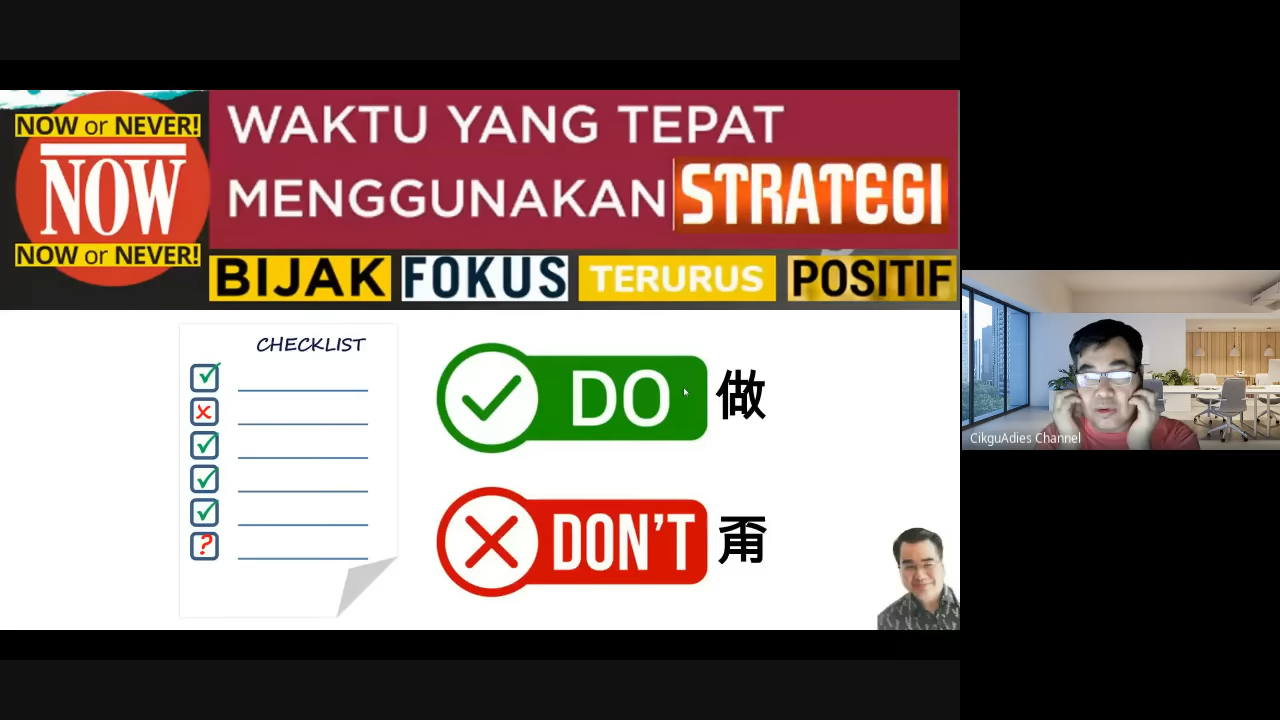 NOW or NEVER!
NOW
NOW or NEVER!
WAKTU YANG TEPAT
MENGGUNAKAN STRATEGI
BIJAK FOKUS TERURUS POSITIF
CHECKLIST
?
DO 做
DON'T 甭
CikguAdies Channel